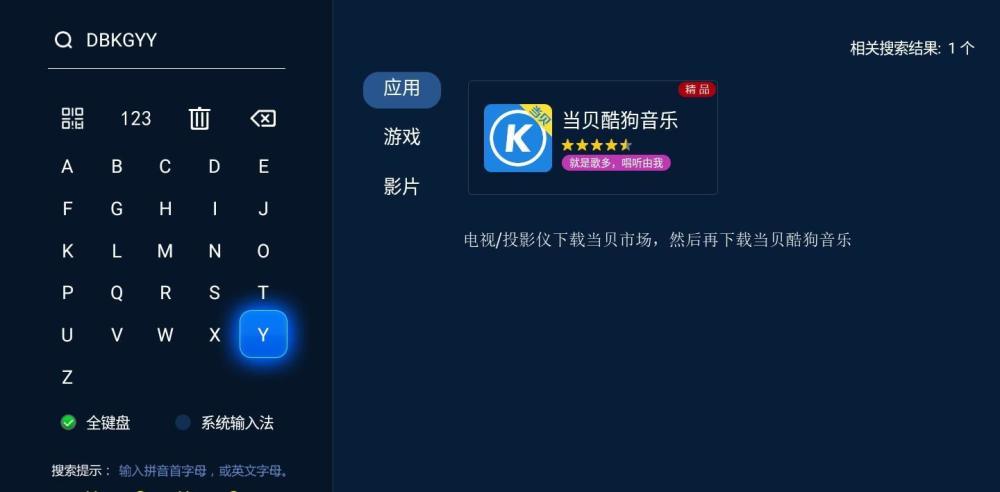 DBKGYY
123
A B C D E
F G H I J
K L M N O
P Q R S T
U V W X Y
Z
全键盘 系统输入法
搜索提示： 输入拼音首字母，或英文字母。
相关搜索结果: 1 个
应用
游戏
影片
精品
当贝
K
当贝酷狗音乐
就是歌多，唱听由我
电视/投影仪下载当贝市场，然后再下载当贝酷狗音乐